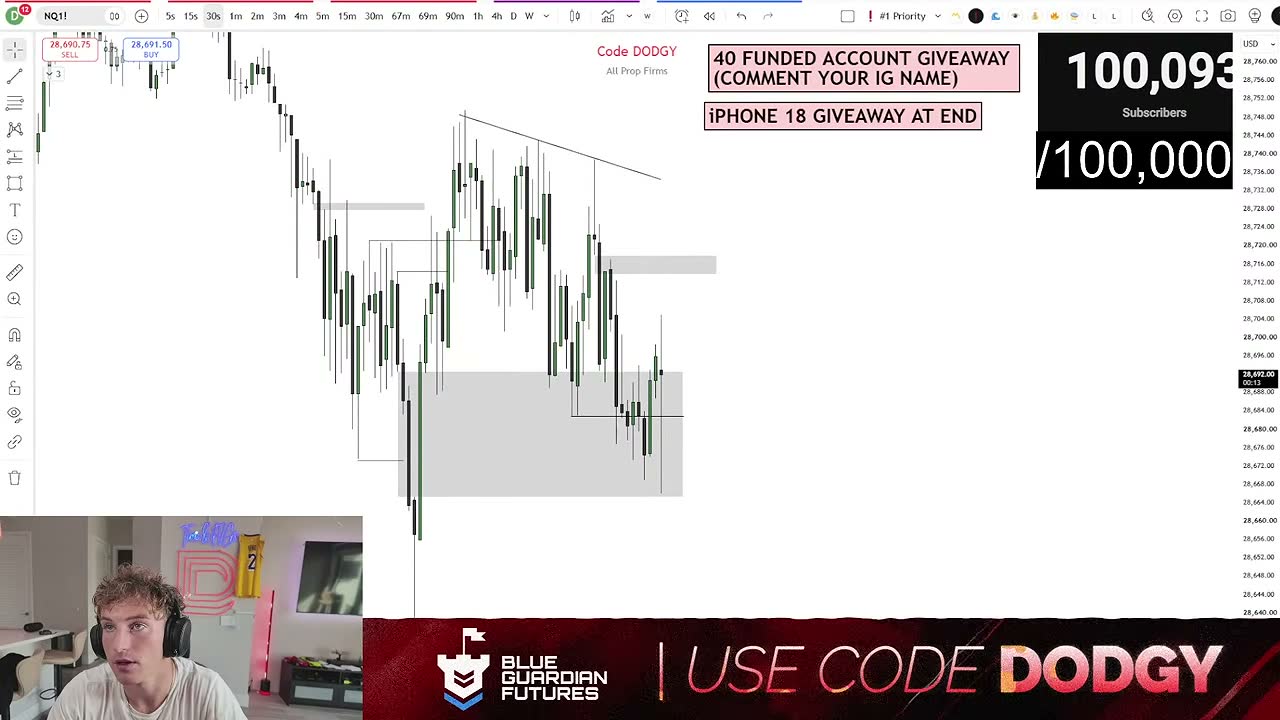 12
NQ1!
5s 15s 30s 1m 2m 3m 4m 5m 15m 30m 67m 69m 90m 1h 4h D W
w
#1 Priority
L L
28,690.75
SELL
28,691.50
BUY
3
Code DODGY
All Prop Firms
40 FUNDED ACCOUNT GIVEAWAY
(COMMENT YOUR IG NAME)
iPHONE 18 GIVEAWAY AT END
100,093
Subscribers
/100,000
USD
28,760.00
28,756.00
28,752.00
28,748.00
28,744.00
28,740.00
28,736.00
28,732.00
28,728.00
28,724.00
28,720.00
28,716.00
28,712.00
28,708.00
28,704.00
28,700.00
28,696.00
28,692.00
00:13
28,688.00
28,684.00
28,680.00
28,676.00
28,672.00
28,668.00
28,664.00
28,660.00
28,656.00
28,652.00
28,648.00
28,644.00
28,640.00
D
2
BLUE
GUARDIAN
FUTURES
USE CODE DODGY